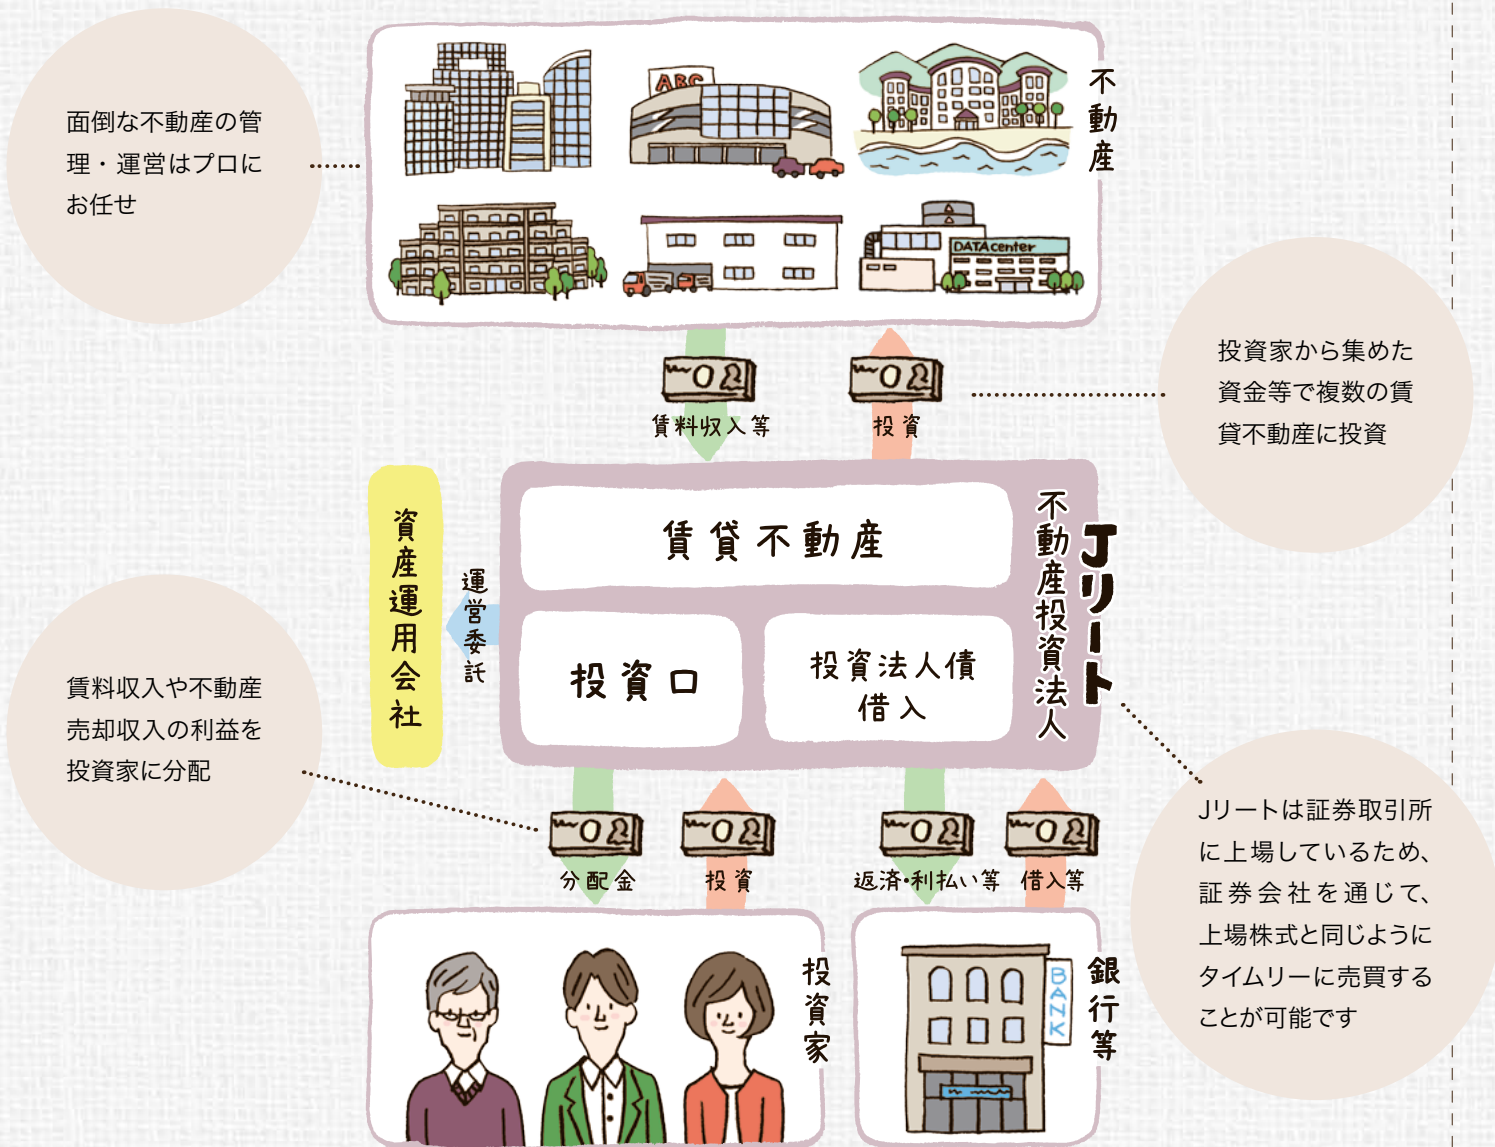 面倒な不動産の管
理・運営はプロに
お任せ
ABC
DATAcenter
不動産
賃料収入等
投資
投資家から集めた
資金等で複数の賃
貸不動産に投資
資産運用会社
運営委託
賃貸不動産
投資口
投資法人債
借入
不動産投資法人
Jリート
賃料収入や不動産
売却収入の利益を
投資家に分配
分配金
投資
返済・利払い等
借入等
Jリートは証券取引所
に上場しているため、
証券会社を通じて、
上場株式と同じように
タイムリーに売買する
ことが可能です
投資家
BANK
銀行等